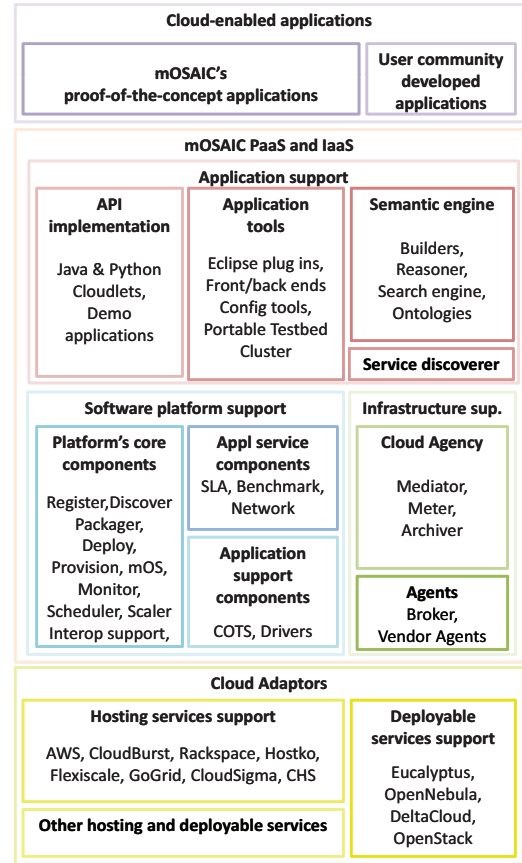 Cloud-enabled applications
mOSAIC's
proof-of-the-concept applications
User community
developed
applications
mOSAIC PaaS and IaaS
Application support
API
implementation
Java & Python
Cloudlets,
Demo
applications
Application
tools
Eclipse plug ins,
Front/back ends
Config tools,
Portable Testbed
Cluster
Semantic engine
Builders,
Reasoner,
Search engine,
Ontologies
Service discoverer
Software platform support
Platform's core
components
Register,Discover
Packager,
Deploy,
Provision, mOS,
Monitor,
Scheduler, Scaler
Interop support,
Appl service
components
SLA, Benchmark,
Network
Application
support
components
COTS, Drivers
Infrastructure sup.
Cloud Agency
Mediator,
Meter,
Archiver
Agents
Broker,
Vendor Agents
Cloud Adaptors
Hosting services support
AWS, CloudBurst, Rackspace, Hostko,
Flexiscale, GoGrid, CloudSigma, CHS
Other hosting and deployable services
Deployable
services support
Eucalyptus,
OpenNebula,
DeltaCloud,
OpenStack